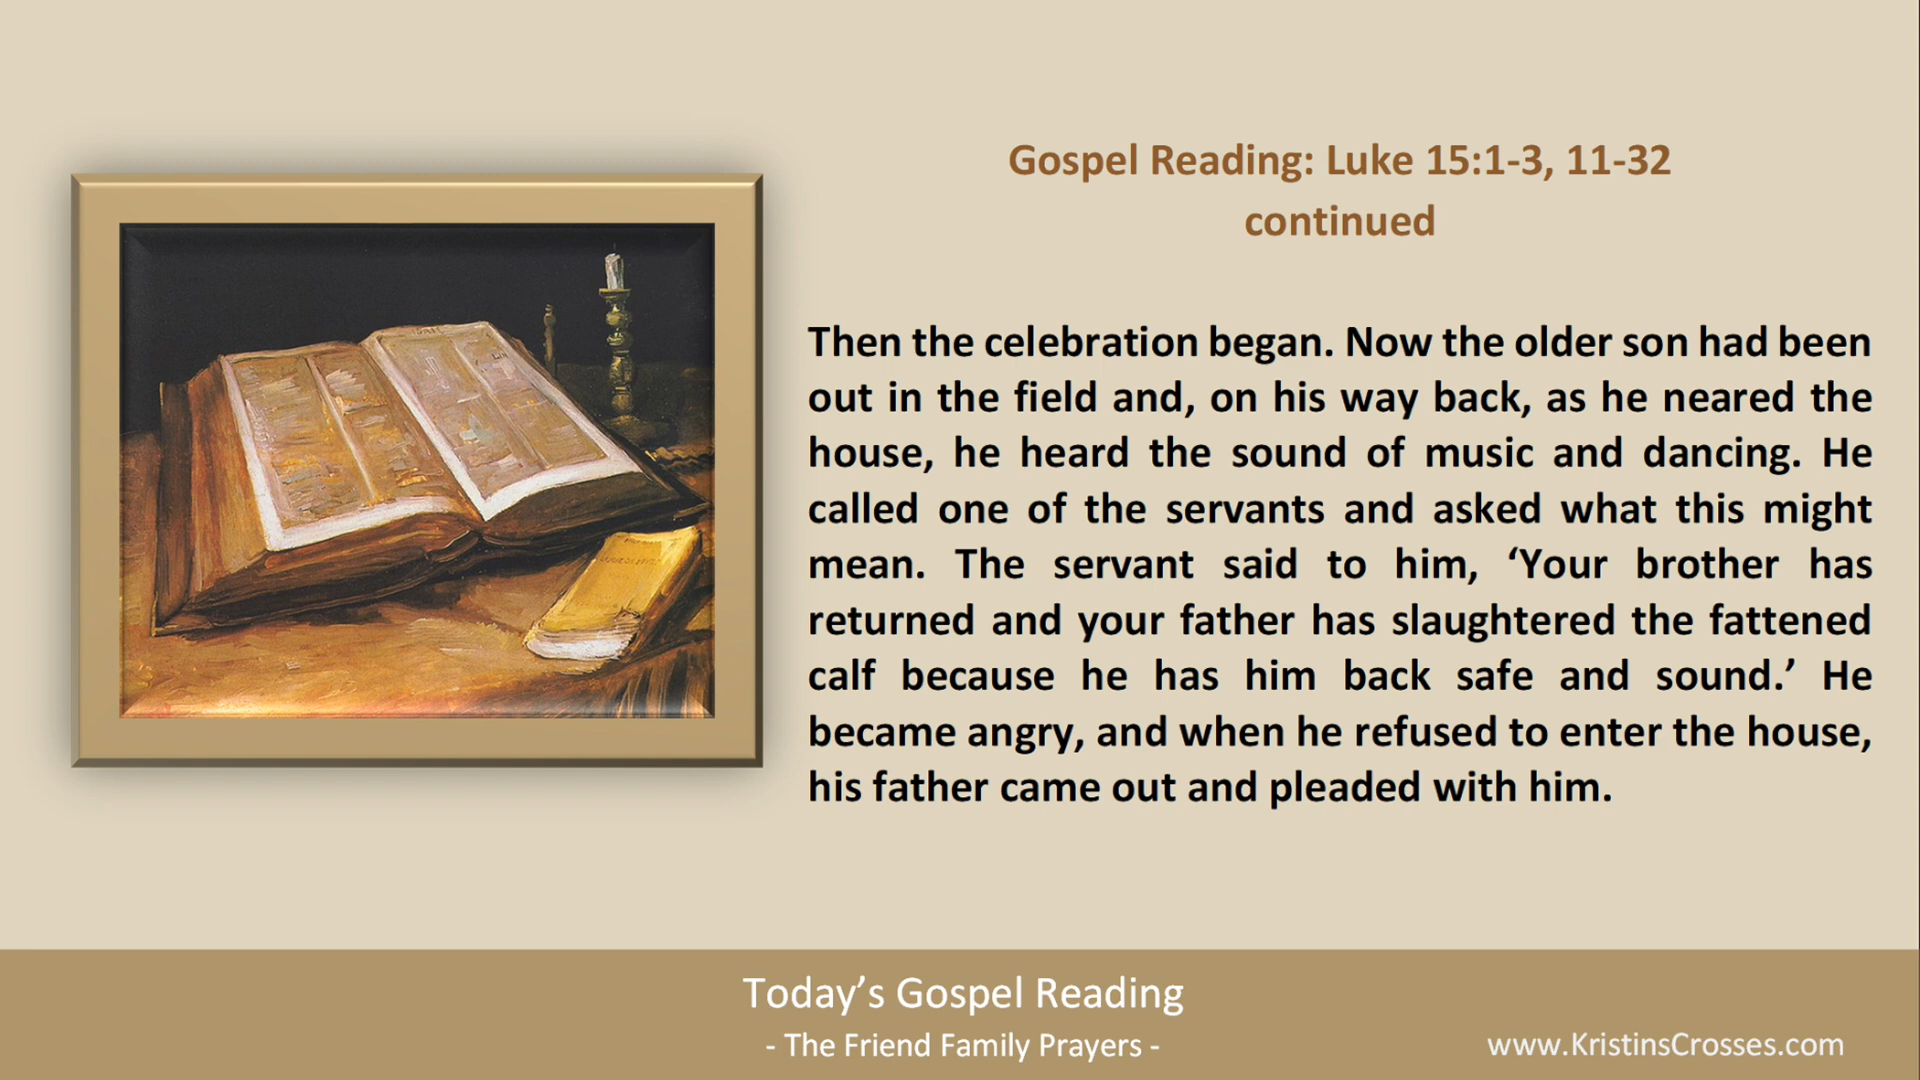 Gospel Reading: Luke 15:1-3, 11-32
continued
Then the celebration began. Now the older son had been
out in the field and, on his way back, as he neared the
house, he heard the sound of music and dancing. He
called one of the servants and asked what this might
mean. The servant said to him, ‘Your brother has
returned and your father has slaughtered the fattened
calf because he has him back safe and sound.’ He
became angry, and when he refused to enter the house,
his father came out and pleaded with him.
Today’s Gospel Reading
- The Friend Family Prayers -
www.KristinsCrosses.com